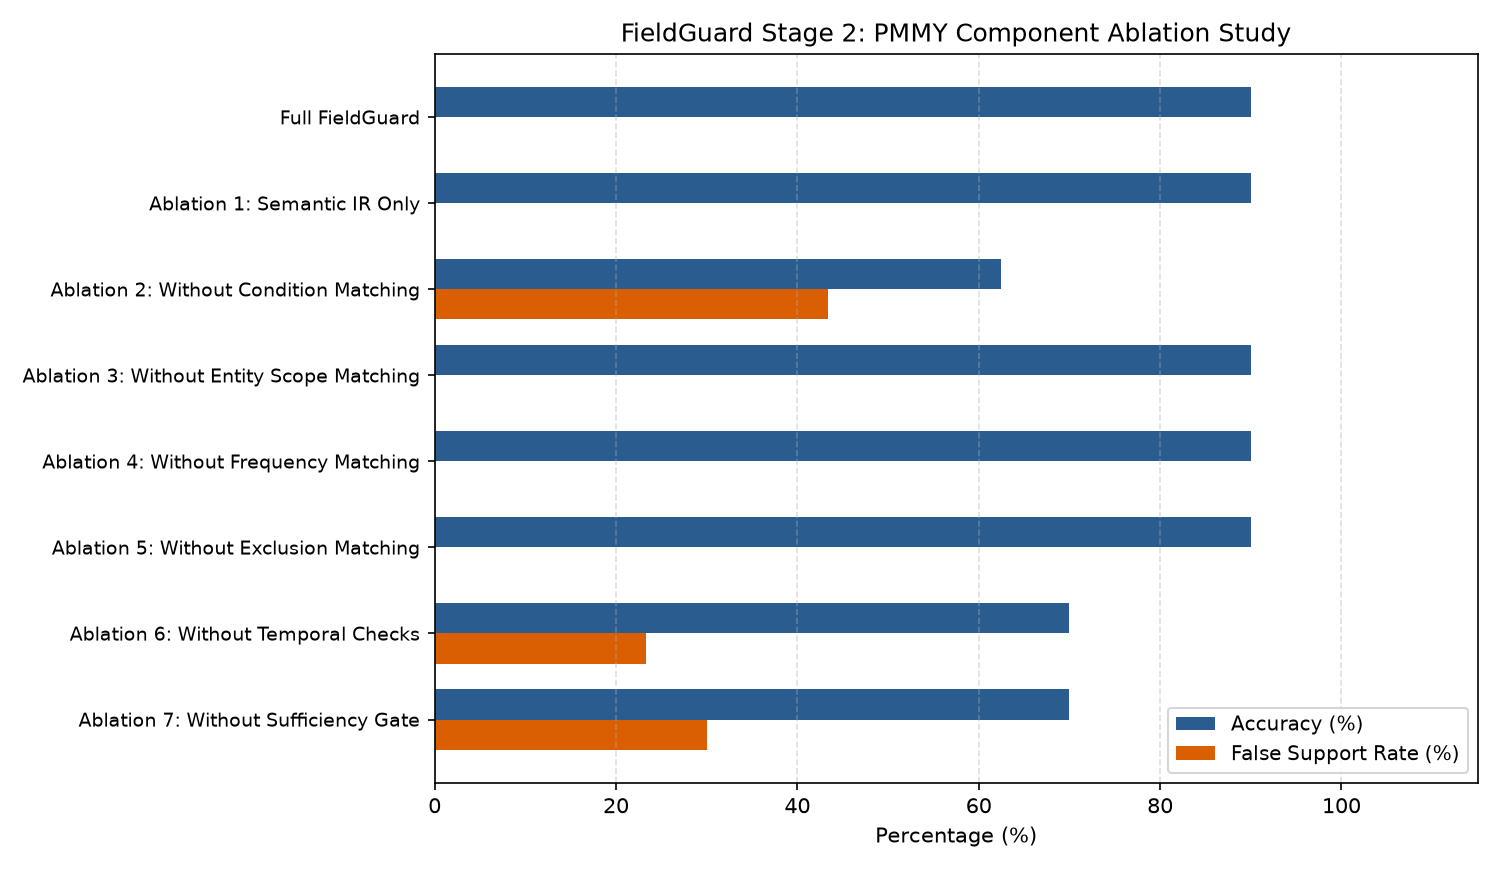 FieldGuard Stage 2: PMMY Component Ablation Study
Full FieldGuard
Ablation 1: Semantic IR Only
Ablation 2: Without Condition Matching
Ablation 3: Without Entity Scope Matching
Ablation 4: Without Frequency Matching
Ablation 5: Without Exclusion Matching
Ablation 6: Without Temporal Checks
Ablation 7: Without Sufficiency Gate
Accuracy (%)
False Support Rate (%)
0 20 40 60 80 100
Percentage (%)